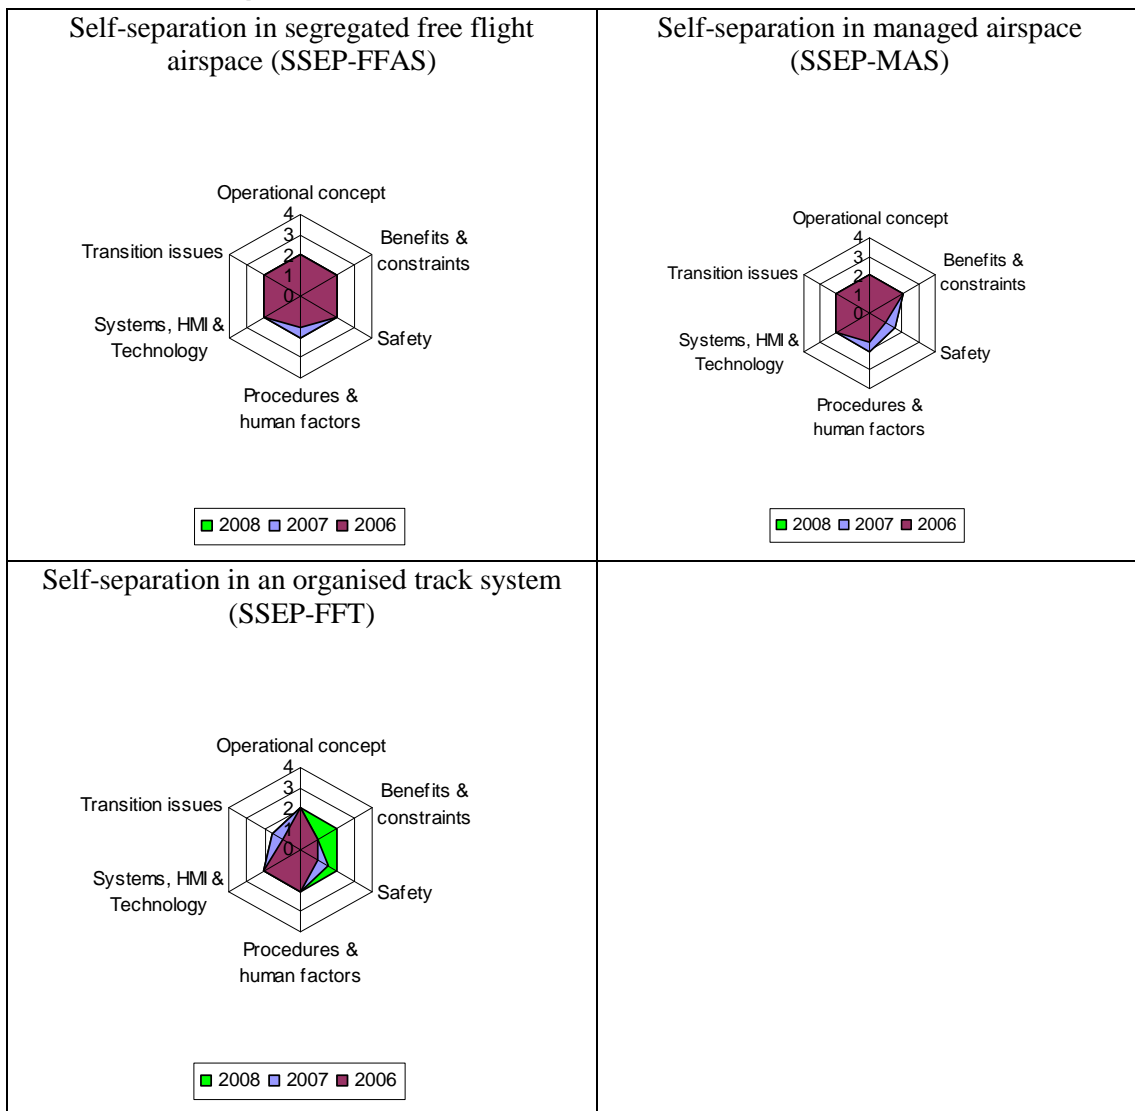 Self-separation in segregated free flight
airspace (SSEP-FFAS)
Operational concept
4
3
2
1
0
Benefits &
constraints
Safety
Procedures &
human factors
Systems, HMI &
Technology
Transition issues
2008 2007 2006
Self-separation in managed airspace
(SSEP-MAS)
Operational concept
4
3
2
1
0
Benefits &
constraints
Safety
Procedures &
human factors
Systems, HMI &
Technology
Transition issues
2008 2007 2006
Self-separation in an organised track system
(SSEP-FFT)
Operational concept
4
3
2
1
0
Benefits &
constraints
Safety
Procedures &
human factors
Systems, HMI &
Technology
Transition issues
2008 2007 2006